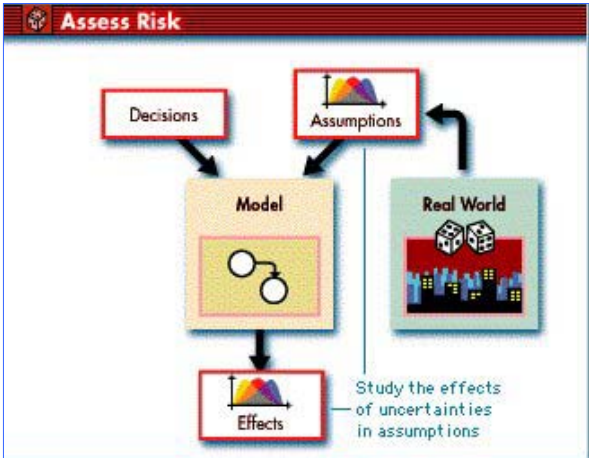 Assess Risk
Decisions
Assumptions
Model
Real World
Effects
Study the effects
of uncertainties
in assumptions